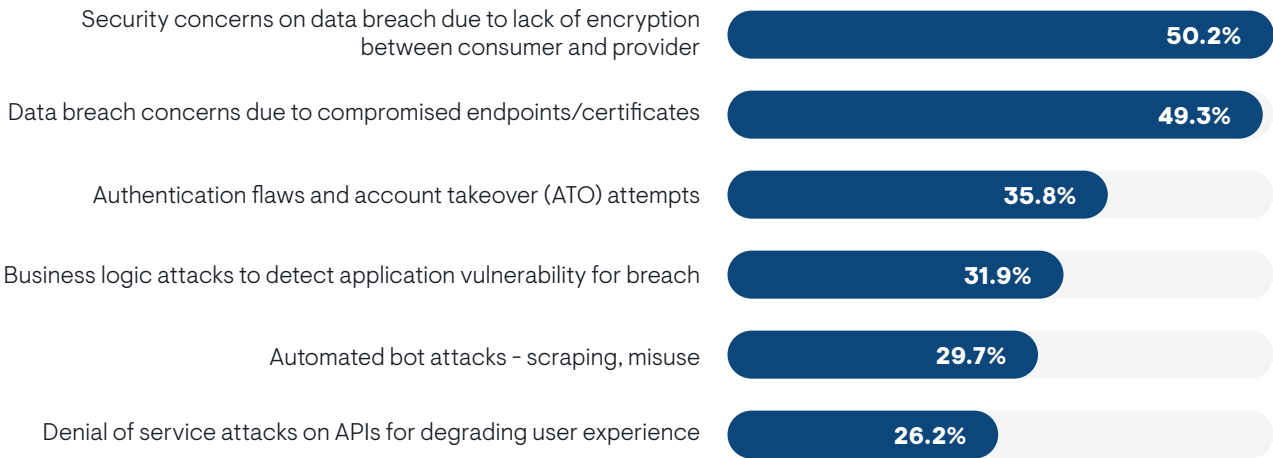 Security concerns on data breach due to lack of encryption
between consumer and provider
50.2%
Data breach concerns due to compromised endpoints/certificates
49.3%
Authentication flaws and account takeover (ATO) attempts
35.8%
Business logic attacks to detect application vulnerability for breach
31.9%
Automated bot attacks - scraping, misuse
29.7%
Denial of service attacks on APIs for degrading user experience
26.2%